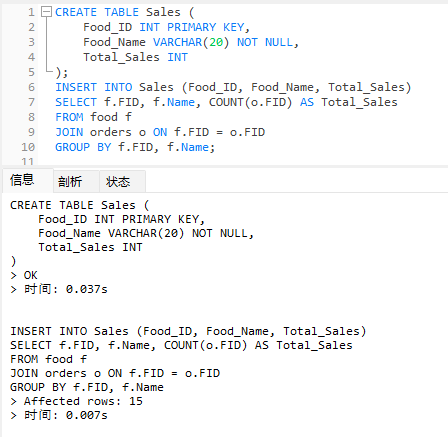 1 CREATE TABLE Sales (
2 Food_ID INT PRIMARY KEY,
3 Food_Name VARCHAR(20) NOT NULL,
4 Total_Sales INT
5 );
6 INSERT INTO Sales (Food_ID, Food_Name, Total_Sales)
7 SELECT f.FID, f.Name, COUNT(o.FID) AS Total_Sales
8 FROM food f
9 JOIN orders o ON f.FID = o.FID
10 GROUP BY f.FID, f.Name;
11
信息 剖析 状态
CREATE TABLE Sales (
Food_ID INT PRIMARY KEY,
Food_Name VARCHAR(20) NOT NULL,
Total_Sales INT
)
> OK
> 时间: 0.037s
INSERT INTO Sales (Food_ID, Food_Name, Total_Sales)
SELECT f.FID, f.Name, COUNT(o.FID) AS Total_Sales
FROM food f
JOIN orders o ON f.FID = o.FID
GROUP BY f.FID, f.Name
> Affected rows: 15
> 时间: 0.007s